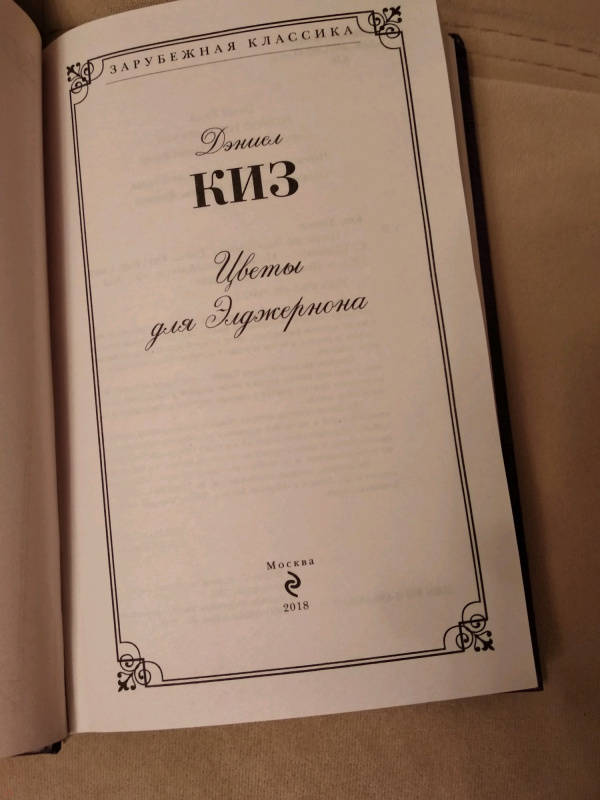 ЗАРУБЕЖНАЯ КЛАССИКА
Дэниел
КИЗ
Цветы
для Элджернона
Москва
2018